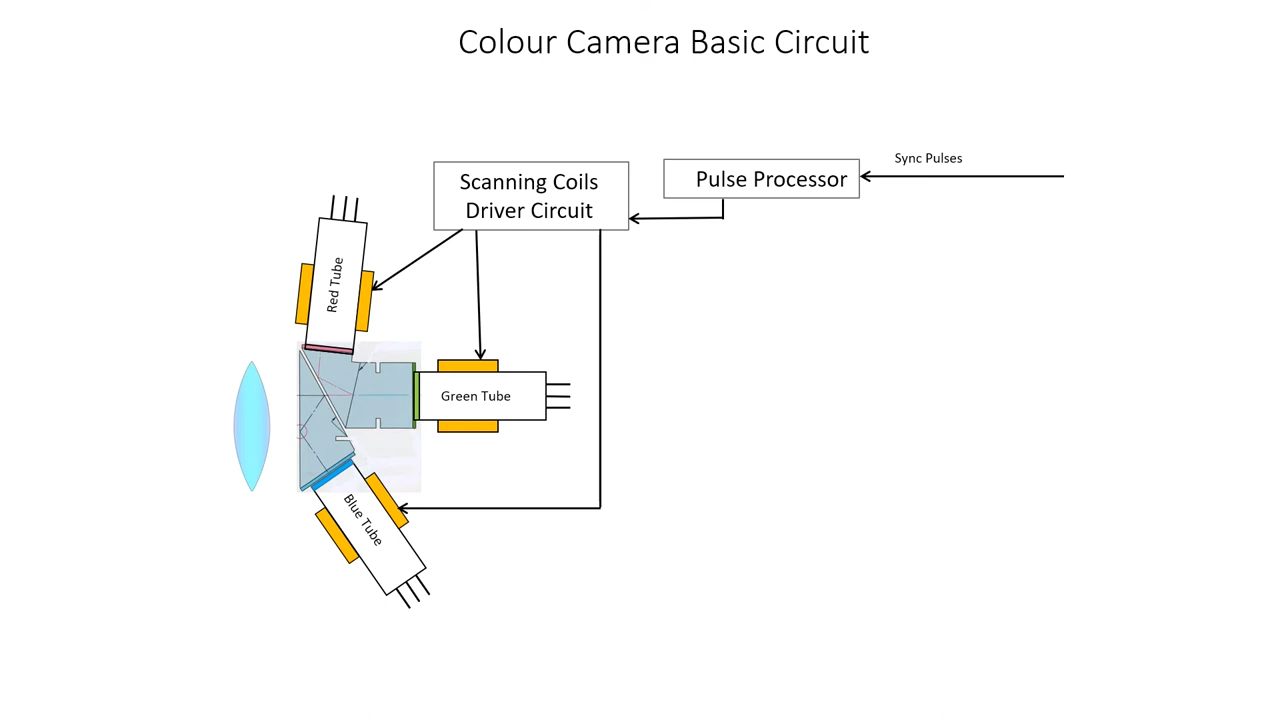 Colour Camera Basic Circuit
Sync Pulses
Scanning Coils
Driver Circuit
Pulse Processor
Red Tube
Green Tube
Blue Tube